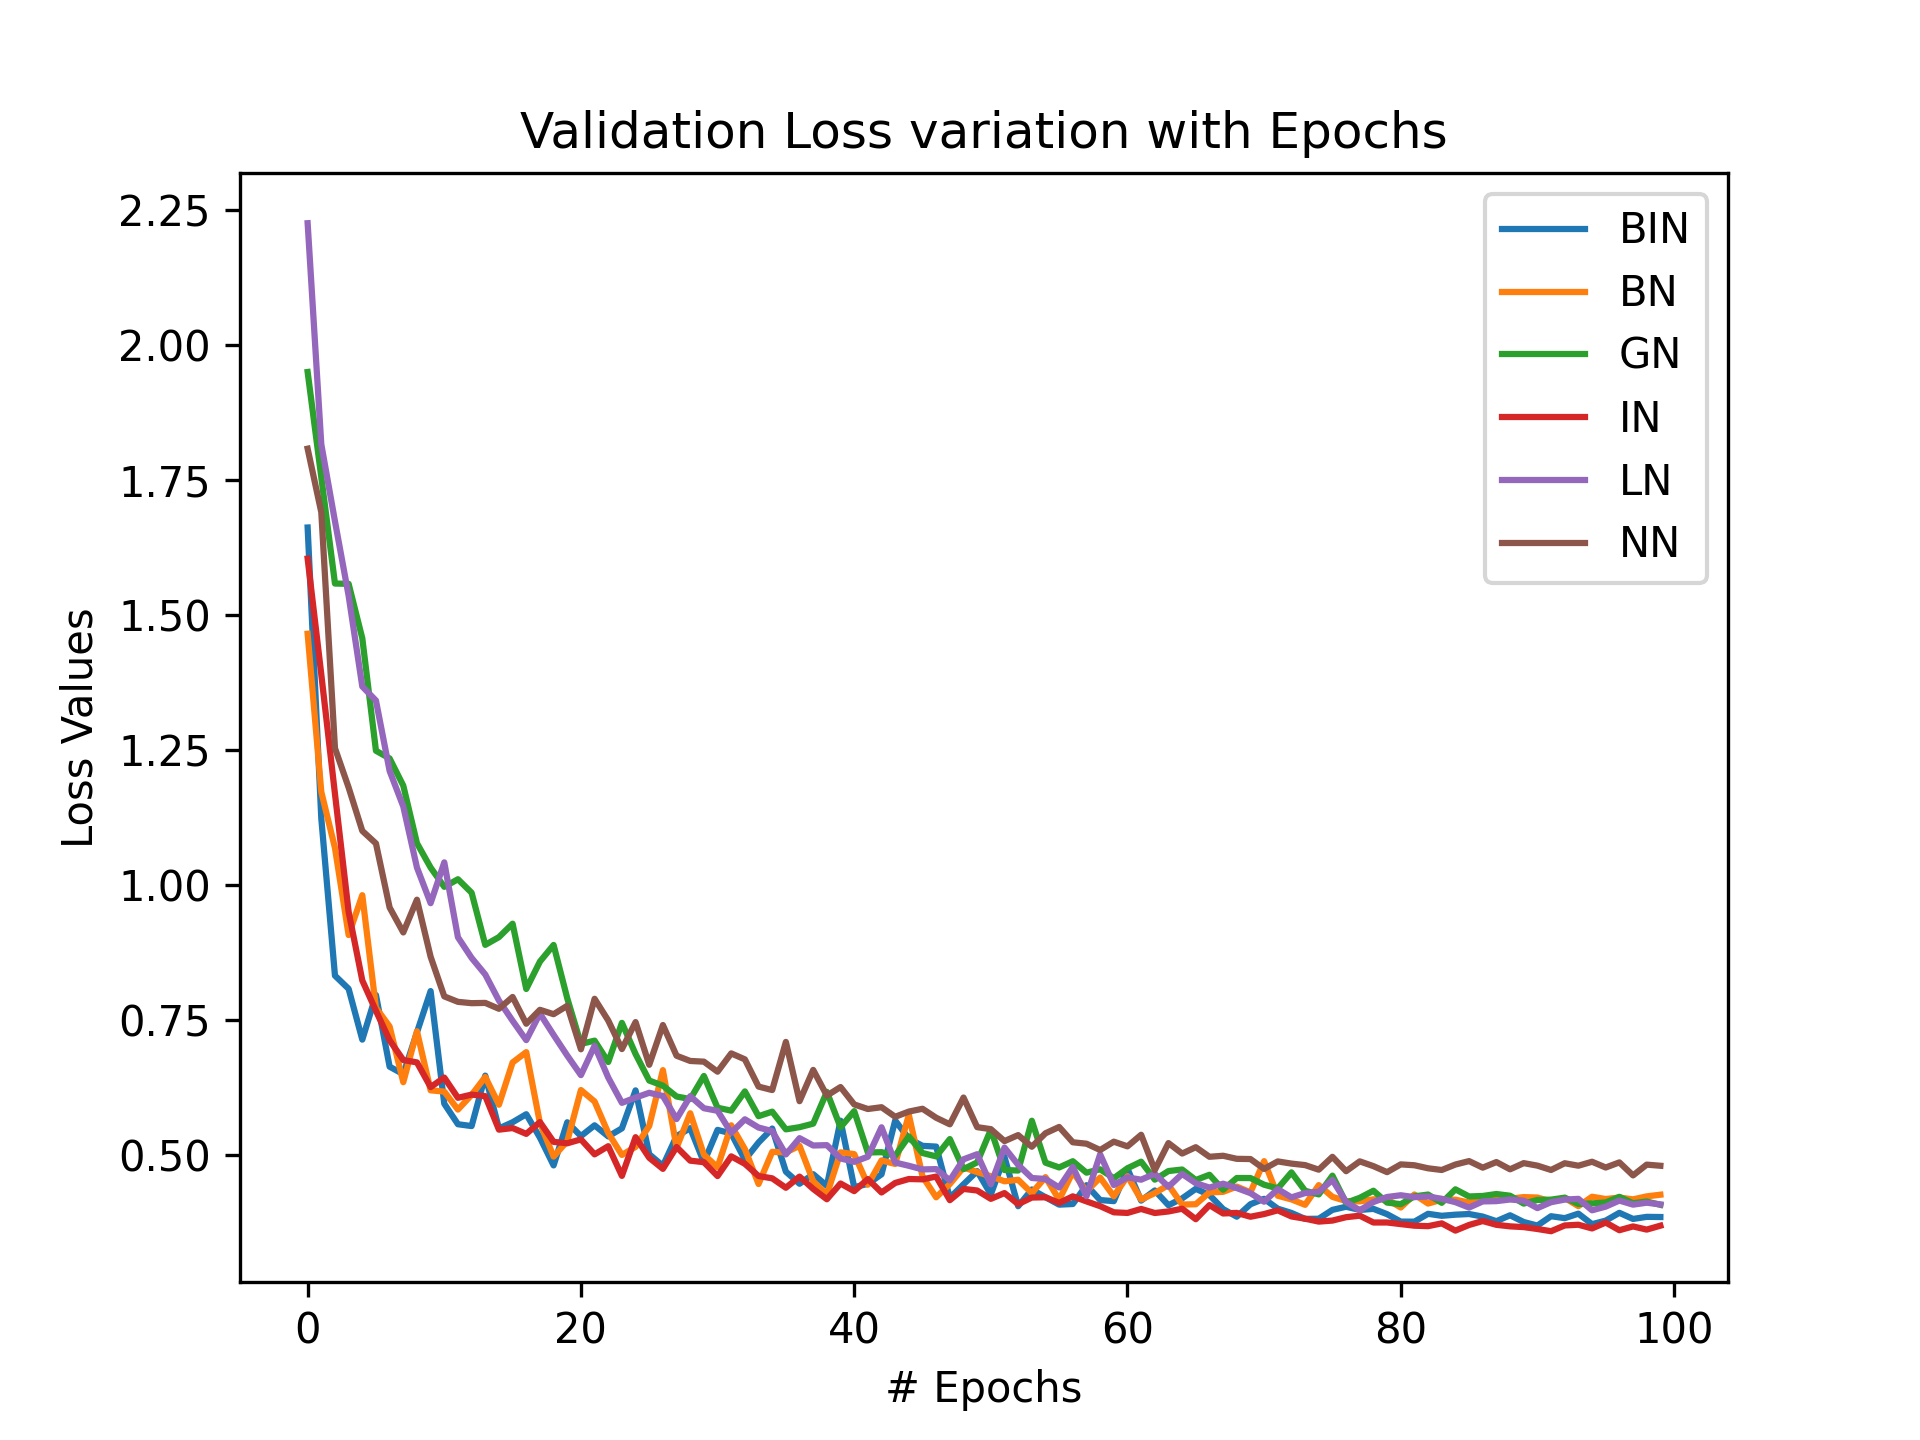 Validation Loss variation with Epochs
2.25
2.00
1.75
1.50
1.25
1.00
0.75
0.50
Loss Values
BIN
BN
GN
IN
LN
NN
0 20 40 60 80 100
# Epochs